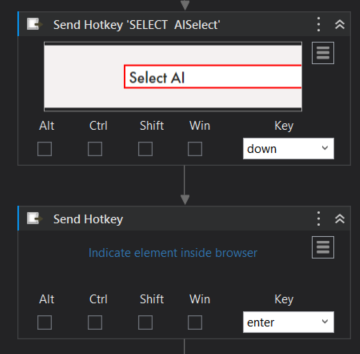 Send Hotkey 'SELECT AISelect'
Select AI
Alt Ctrl Shift Win Key
down
Send Hotkey
Indicate element inside browser
Alt Ctrl Shift Win Key
enter